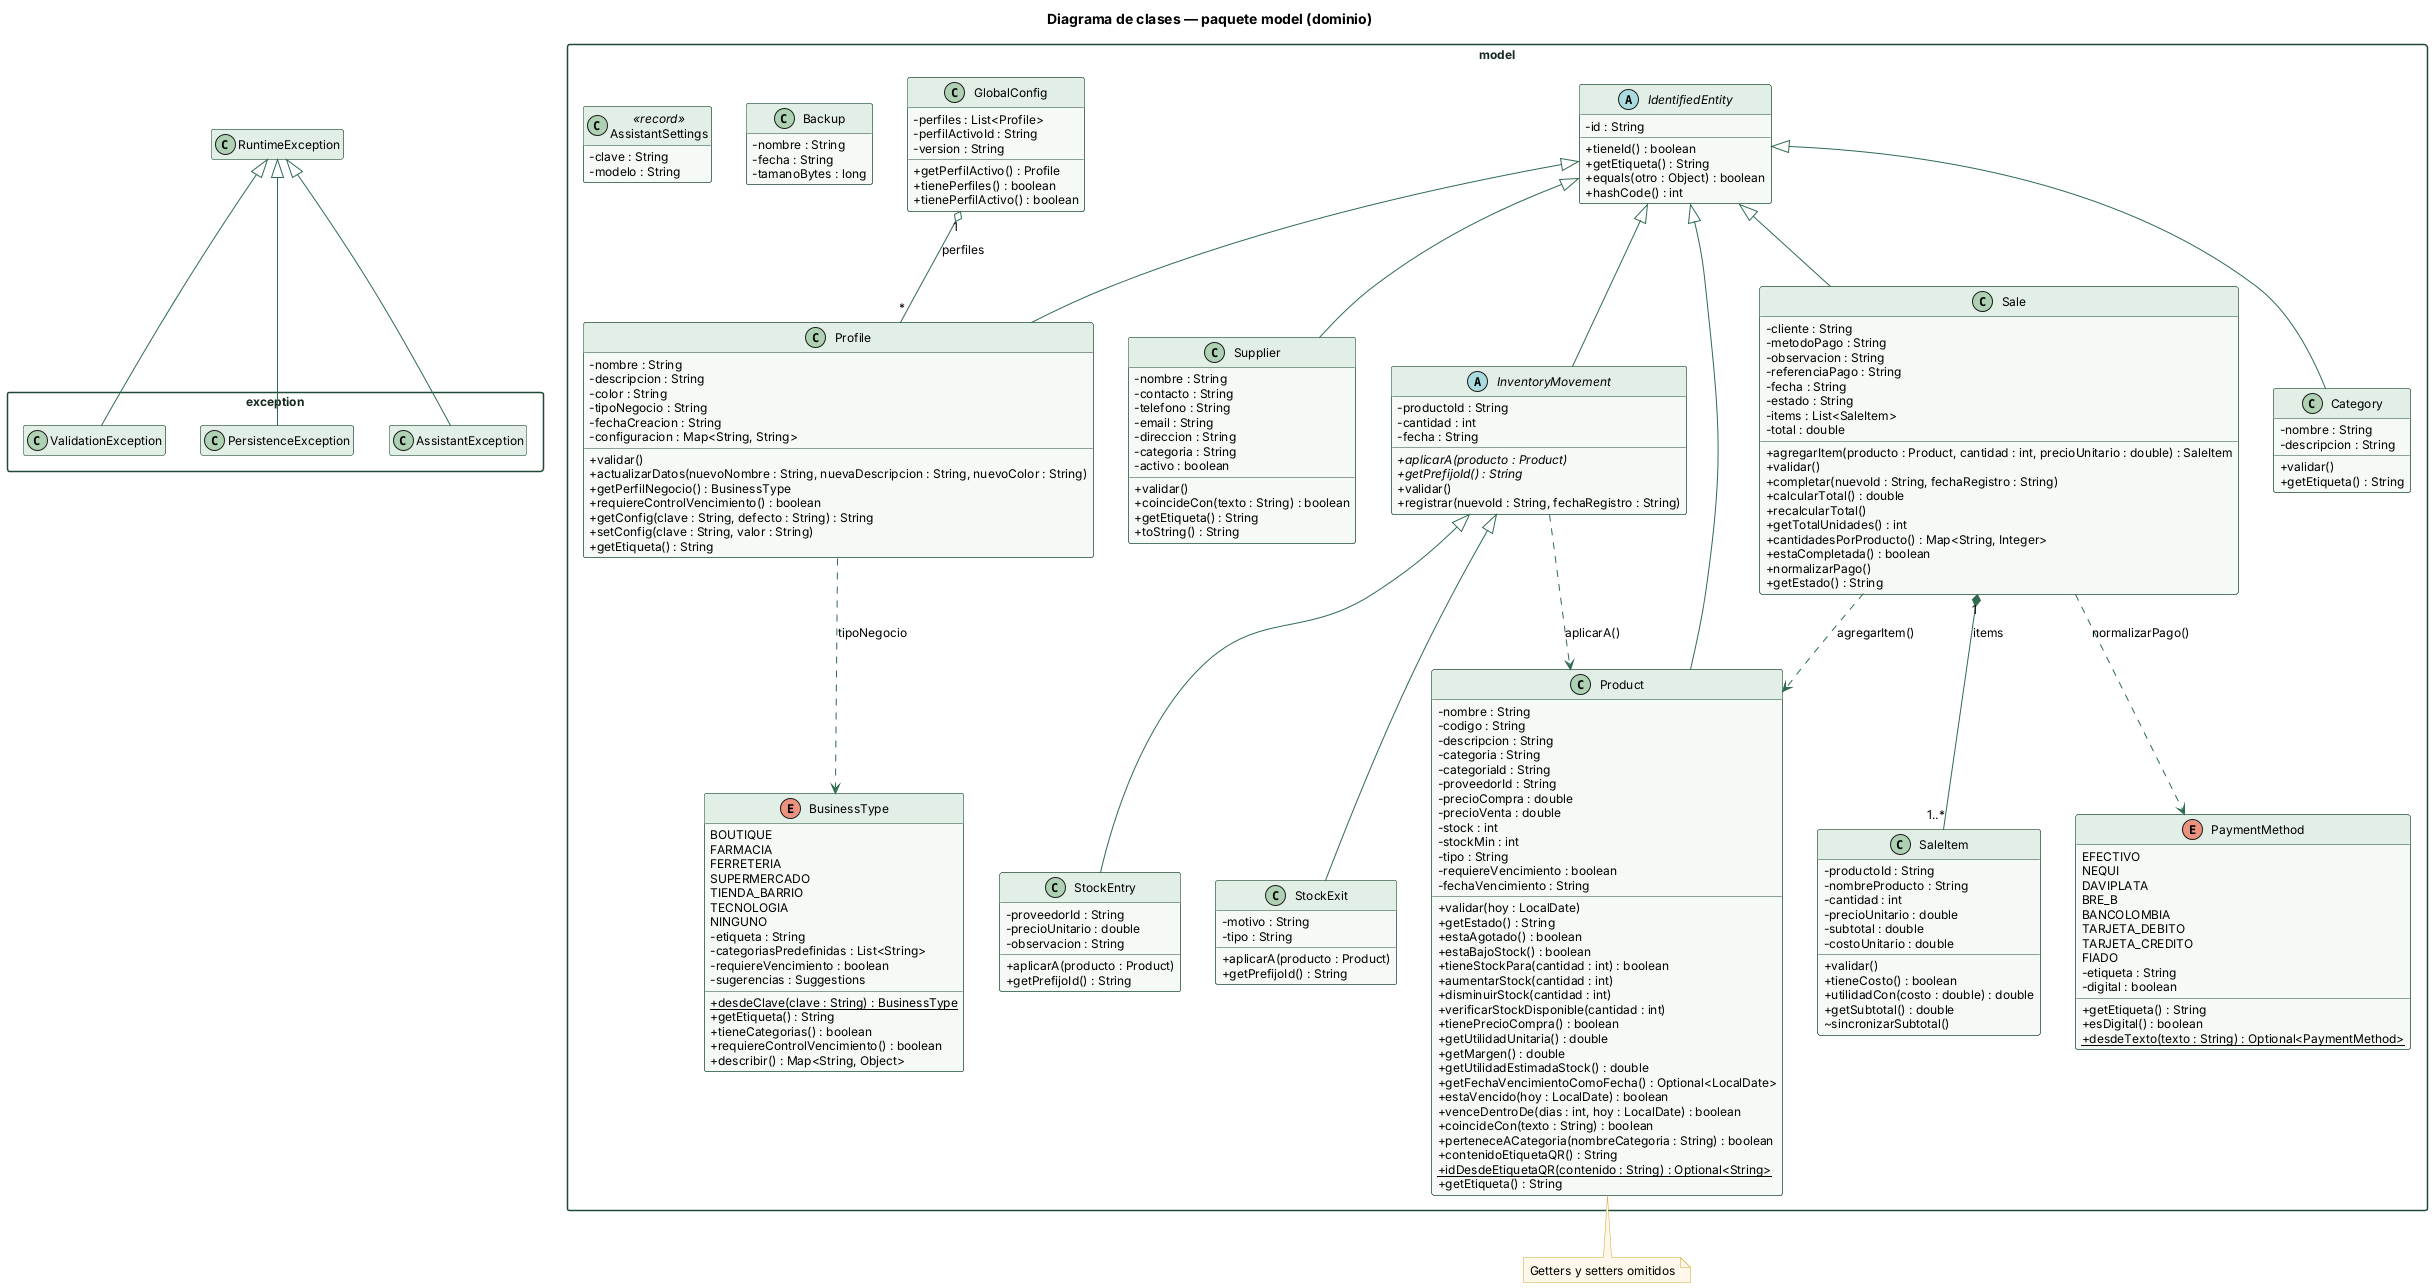 Diagrama de clases — paquete model (dominio)
model
«record»
AssistantSettings
-clave : String
-modelo : String
Backup
-nombre : String
-fecha : String
-tamanoBytes : long
GlobalConfig
-perfiles : List<Profile>
-perfilActivoId : String
-version : String
+getPerfilActivo() : Profile
+tienePerfiles() : boolean
+tienePerfilActivo() : boolean
1
perfiles
*
IdentifiedEntity
-id : String
+tieneId() : boolean
+getEtiqueta() : String
+equals(otro : Object) : boolean
+hashCode() : int
RuntimeException
exception
ValidationException
PersistenceException
AssistantException
Profile
-nombre : String
-descripcion : String
-color : String
-tipoNegocio : String
-fechaCreacion : String
-configuracion : Map<String, String>
+validar()
+actualizarDatos(nuevoNombre : String, nuevaDescripcion : String, nuevoColor : String)
+getPerfilNegocio() : BusinessType
+requiereControlVencimiento() : boolean
+getConfig(clave : String, defecto : String) : String
+setConfig(clave : String, valor : String)
+getEtiqueta() : String
Supplier
-nombre : String
-contacto : String
-telefono : String
-email : String
-direccion : String
-categoria : String
-activo : boolean
+validar()
+coincideCon(texto : String) : boolean
+getEtiqueta() : String
+toString() : String
InventoryMovement
-productoId : String
-cantidad : int
-fecha : String
+aplicarA(producto : Product)
+getPrefijoId() : String
+validar()
+registrar(nuevoId : String, fechaRegistro : String)
Sale
-cliente : String
-metodoPago : String
-observacion : String
-referenciaPago : String
-fecha : String
-estado : String
-items : List<SaleItem>
-total : double
+agregarItem(producto : Product, cantidad : int, precioUnitario : double) : SaleItem
+validar()
+completar(nuevoId : String, fechaRegistro : String)
+calcularTotal() : double
+recalcularTotal()
+getTotalUnidades() : int
+cantidadesPorProducto() : Map<String, Integer>
+estaCompletada() : boolean
+normalizarPago()
+getEstado() : String
Category
-nombre : String
-descripcion : String
+validar()
+getEtiqueta() : String
tipoNegocio
aplicarA()
agregarItem()
1
items
normalizarPago()
1..*
BusinessType
BOUTIQUE
FARMACIA
FERRETERIA
SUPERMERCADO
TIENDA_BARRIO
TECNOLOGIA
NINGUNO
-etiqueta : String
-categoriasPredefinidas : List<String>
-requiereVencimiento : boolean
-sugerencias : Suggestions
+desdeClave(clave : String) : BusinessType
+getEtiqueta() : String
+tieneCategorias() : boolean
+requiereControlVencimiento() : boolean
+describir() : Map<String, Object>
StockEntry
-proveedorId : String
-precioUnitario : double
-observacion : String
+aplicarA(producto : Product)
+getPrefijoId() : String
StockExit
-motivo : String
-tipo : String
+aplicarA(producto : Product)
+getPrefijoId() : String
Product
-nombre : String
-codigo : String
-descripcion : String
-categoria : String
-categoriaId : String
-proveedorId : String
-precioCompra : double
-precioVenta : double
-stock : int
-stockMin : int
-tipo : String
-requiereVencimiento : boolean
-fechaVencimiento : String
+validar(hoy : LocalDate)
+getEstado() : String
+estaAgotado() : boolean
+estaBajoStock() : boolean
+tieneStockPara(cantidad : int) : boolean
+aumentarStock(cantidad : int)
+disminuirStock(cantidad : int)
+verificarStockDisponible(cantidad : int)
+tienePrecioCompra() : boolean
+getUtilidadUnitaria() : double
+getMargen() : double
+getUtilidadEstimadaStock() : double
+getFechaVencimientoComoFecha() : Optional<LocalDate>
+estaVencido(hoy : LocalDate) : boolean
+venceDentroDe(dias : int, hoy : LocalDate) : boolean
+coincideCon(texto : String) : boolean
+perteneceACategoria(nombreCategoria : String) : boolean
+contenidoEtiquetaQR() : String
+idDesdeEtiquetaQR(contenido : String) : Optional<String>
+getEtiqueta() : String
SaleItem
-productoId : String
-nombreProducto : String
-cantidad : int
-precioUnitario : double
-subtotal : double
-costoUnitario : double
+validar()
+tieneCosto() : boolean
+utilidadCon(costo : double) : double
+getSubtotal() : double
~sincronizarSubtotal()
PaymentMethod
EFECTIVO
NEQUI
DAVIPLATA
BRE_B
BANCOLOMBIA
TARJETA_DEBITO
TARJETA_CREDITO
FIADO
-etiqueta : String
-digital : boolean
+getEtiqueta() : String
+esDigital() : boolean
+desdeTexto(texto : String) : Optional<PaymentMethod>
Getters y setters omitidos